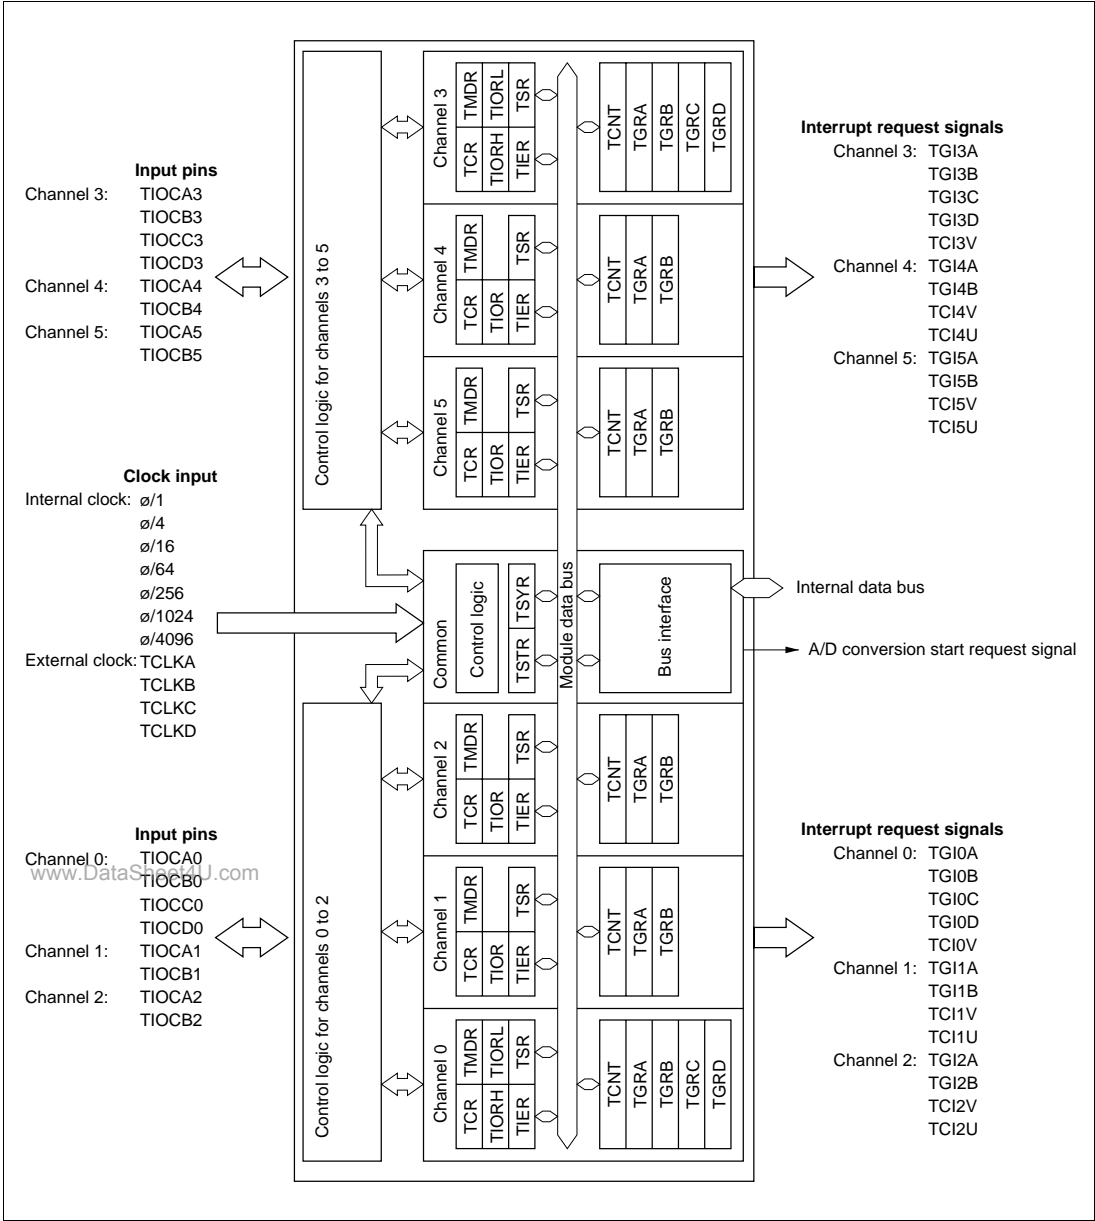 Input pins
Channel 3: TIOCA3
TIOCB3
TIOCC3
TIOCD3
Channel 4: TIOCA4
TIOCB4
Channel 5: TIOCA5
TIOCB5
Clock input
Internal clock: ø/1
ø/4
ø/16
ø/64
ø/256
ø/1024
ø/4096
External clock: TCLKA
TCLKB
TCLKC
TCLKD
Input pins
Channel 0: TIOCA0
www.DataSheet4U.com
TIOCB0
TIOCC0
TIOCD0
Channel 1: TIOCA1
TIOCB1
Channel 2: TIOCA2
TIOCB2
Control logic for channels 3 to 5
Control logic for channels 0 to 2
Channel 3
TCR TMDR
TIORH TIORL
TIER TSR
TCNT
TGRA
TGRB
TGRC
TGRD
Channel 4
TCR TMDR
TIOR
TIER TSR
TCNT
TGRA
TGRB
Channel 5
TCR TMDR
TIOR
TIER TSR
TCNT
TGRA
TGRB
Common
Control logic
TSTR TSYR
Module data bus
Bus interface
Channel 2
TCR TMDR
TIOR
TIER TSR
TCNT
TGRA
TGRB
Channel 1
TCR TMDR
TIOR
TIER TSR
TCNT
TGRA
TGRB
Channel 0
TCR TMDR
TIORH TIORL
TIER TSR
TCNT
TGRA
TGRB
TGRC
TGRD
Interrupt request signals
Channel 3: TGI3A
TGI3B
TGI3C
TGI3D
TCI3V
Channel 4: TGI4A
TGI4B
TCI4V
TCI4U
Channel 5: TGI5A
TGI5B
TCI5V
TCI5U
Internal data bus
A/D conversion start request signal
Interrupt request signals
Channel 0: TGI0A
TGI0B
TGI0C
TGI0D
TCI0V
Channel 1: TGI1A
TGI1B
TCI1V
TCI1U
Channel 2: TGI2A
TGI2B
TCI2V
TCI2U